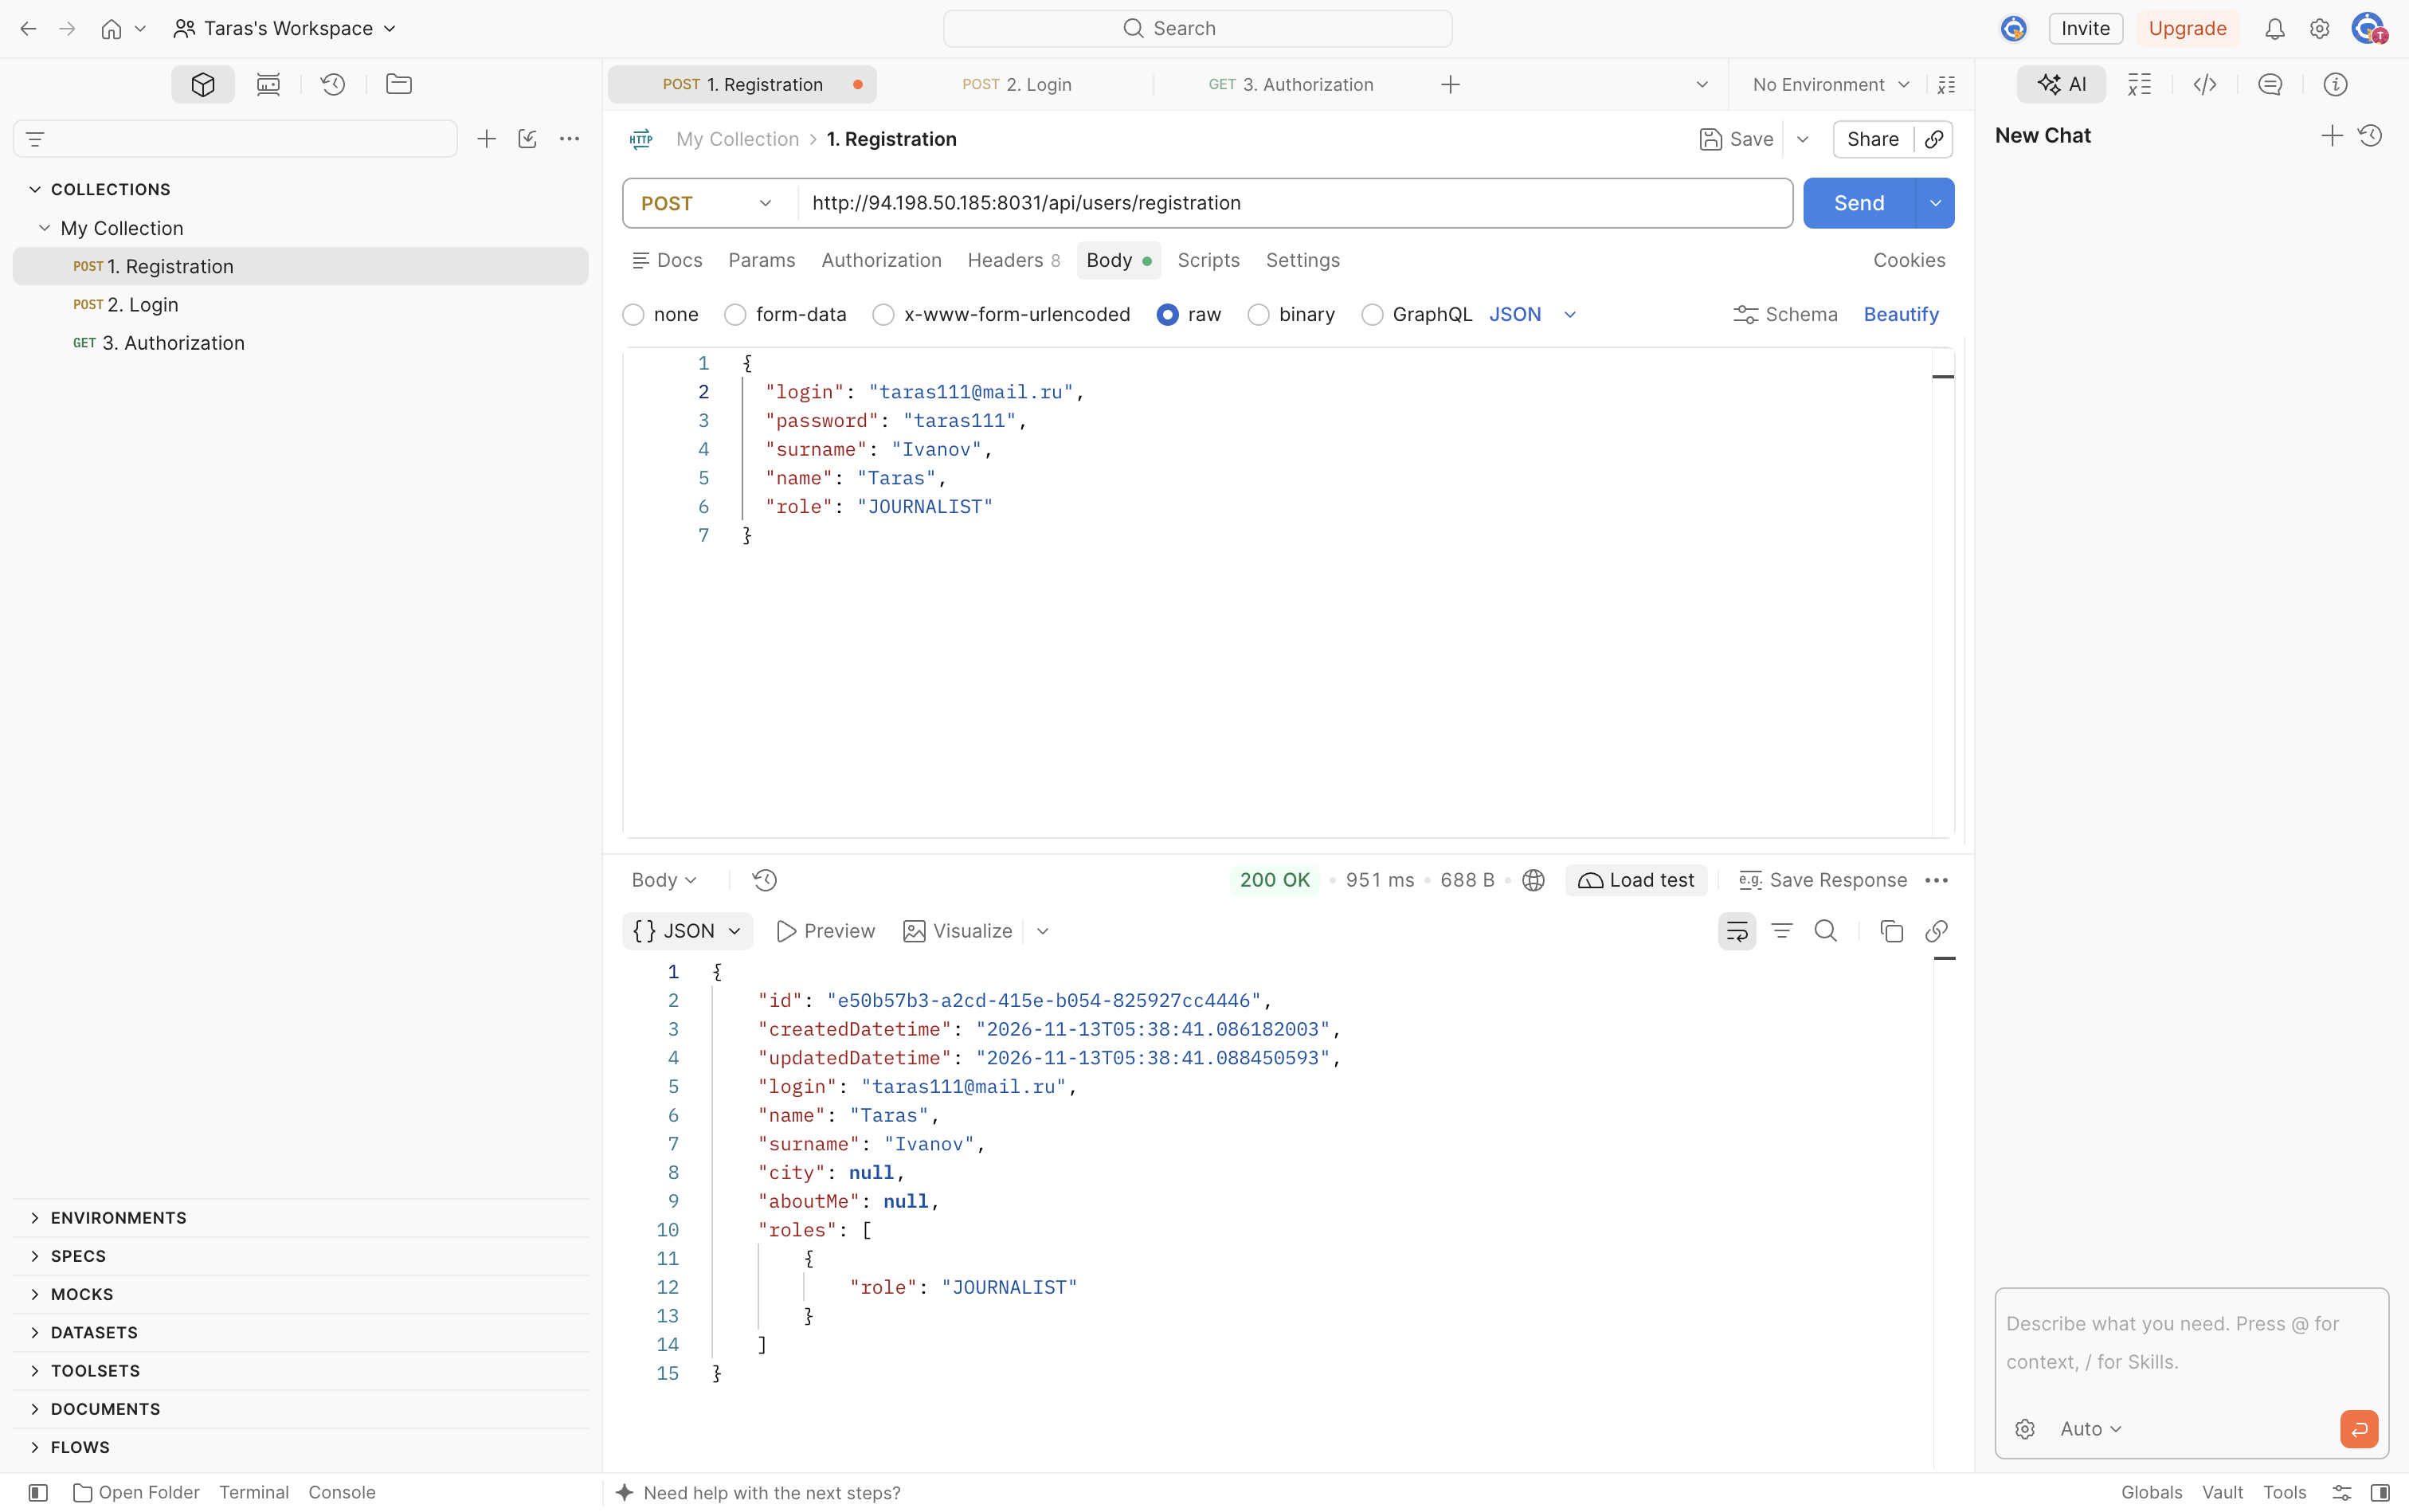 Taras's Workspace
Search
Invite
Upgrade
T
COLLECTIONS
My Collection
POST 1. Registration
POST 2. Login
GET 3. Authorization
ENVIRONMENTS
SPECS
MOCKS
DATASETS
TOOLSETS
DOCUMENTS
FLOWS
POST 1. Registration
POST 2. Login
GET 3. Authorization
No Environment
HTTP
My Collection > 1. Registration
Save
Share
POST
http://94.198.50.185:8031/api/users/registration
Send
Docs
Params
Authorization
Headers 8
Body
Scripts
Settings
Cookies
none
form-data
x-www-form-urlencoded
raw
binary
GraphQL
JSON
Schema
Beautify
1 {
2 "login": "taras111@mail.ru",
3 "password": "taras111",
4 "surname": "Ivanov",
5 "name": "Taras",
6 "role": "JOURNALIST"
7 }
Body
200 OK
951 ms
688 B
Load test
e.g. Save Response
{} JSON
Preview
Visualize
1 {
2 "id": "e50b57b3-a2cd-415e-b054-825927cc4446",
3 "createdDatetime": "2026-11-13T05:38:41.086182003",
4 "updatedDatetime": "2026-11-13T05:38:41.088450593",
5 "login": "taras111@mail.ru",
6 "name": "Taras",
7 "surname": "Ivanov",
8 "city": null,
9 "aboutMe": null,
10 "roles": [
11 {
12 "role": "JOURNALIST"
13 }
14 ]
15 }
AI
New Chat
Describe what you need. Press @ for
context, / for Skills.
Auto
Open Folder
Terminal
Console
Need help with the next steps?
Globals
Vault
Tools